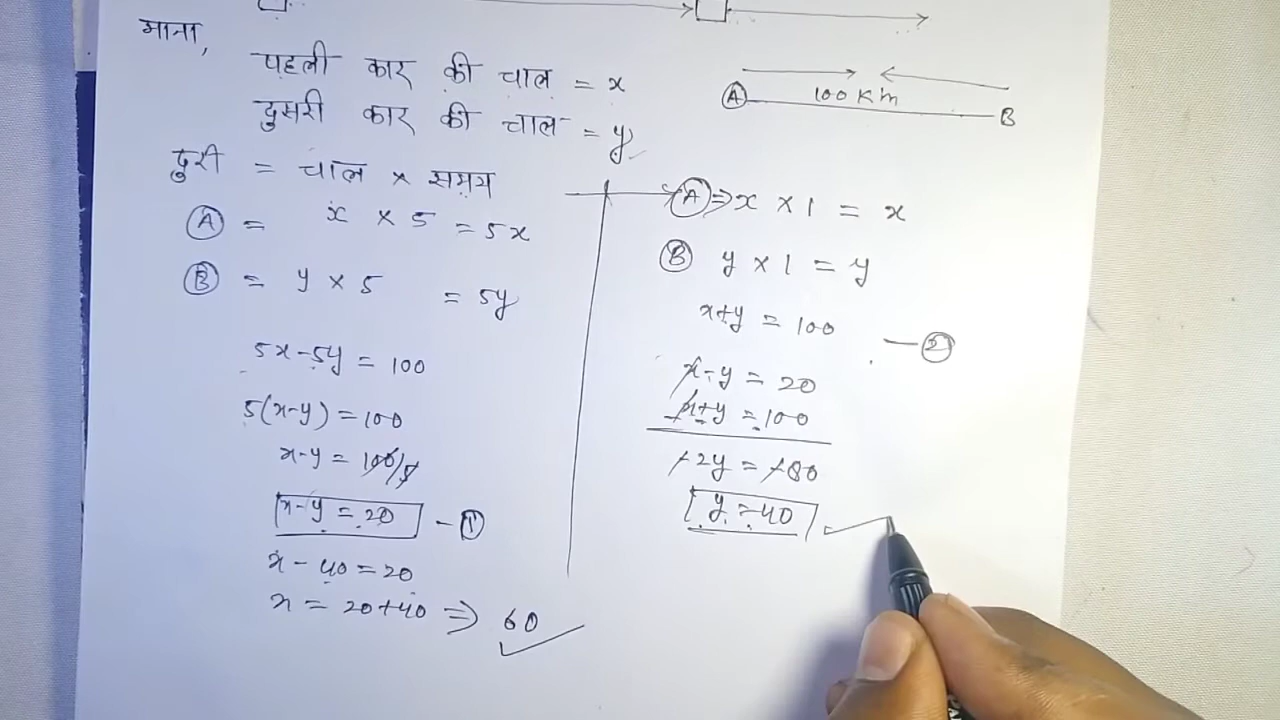 माना,
पहली कार की चाल = x
दुसरी कार की चाल = y
दुरी = चाल × समय
A = x × 5 = 5x
B = y × 5 = 5y
5x-5y = 100
5(x-y) = 100
x-y = 100/5
x-y = 20 - 1
x - 40 = 20
x = 20+40 ⇒ 60
A 100 Km B
A ⇒ x × 1 = x
B y × 1 = y
x+y = 100 - 2
x-y = 20
x+y = 100
-2y = -80
y = 40